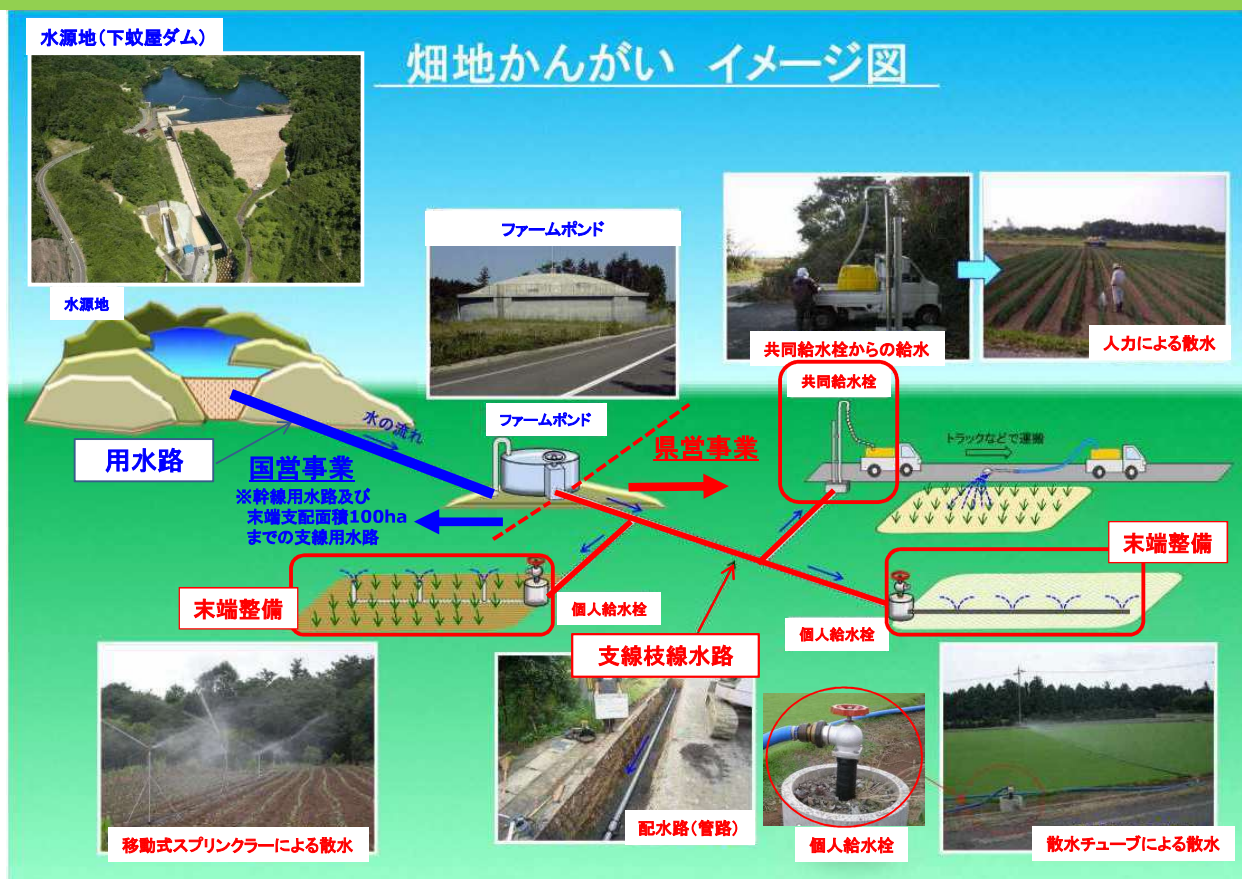 水源地(下蚊屋ダム)
畑地かんがい イメージ図
ファームポンド
水源地
共同給水栓からの給水
人力による散水
共同給水栓
ファームポンド
水の流れ
用水路
国営事業
※幹線用水路及び
末端支配面積100ha
までの支線用水路
県営事業
トラックなどで運搬
末端整備
末端整備
個人給水栓
個人給水栓
支線枝線水路
移動式スプリンクラーによる散水
配水路(管路)
個人給水栓
散水チューブによる散水